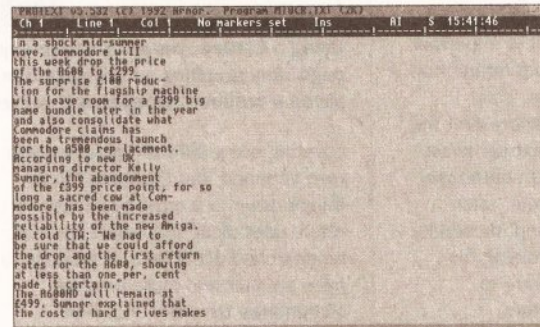 PROTEXT v5.532 (C) 1992 Arnor. Program MICUR.TXT (.X)
Ch 1 Line 1 Col 1 No markers set Ins AI S 15:41:46
in a shock mid-summer
move, Commodore wiII
this week drop the price
of the A600 to £299_
The surprise £100 reduc-
tion for the flagship machine
will leave room for a £399 big
name bundle later in the year
and also consolidate what
Commodore claims has
been a tremendous launch
for the A500 rep lacement.
According to new UK
managing director Kelly
Sumner, the abandonment
of the £399 price point, for so
long a sacred cow at Com-
modore, has been made
possible by the increased
reliability of the new Amiga.
He told CTW: "We had to
be sure that we could afford
the drop and the first return
rates for the A600, showing
at less than one per, cent
made it certain."
The A600HD will remain at
£499. Sumner explained that
the cost of hard d rives makes